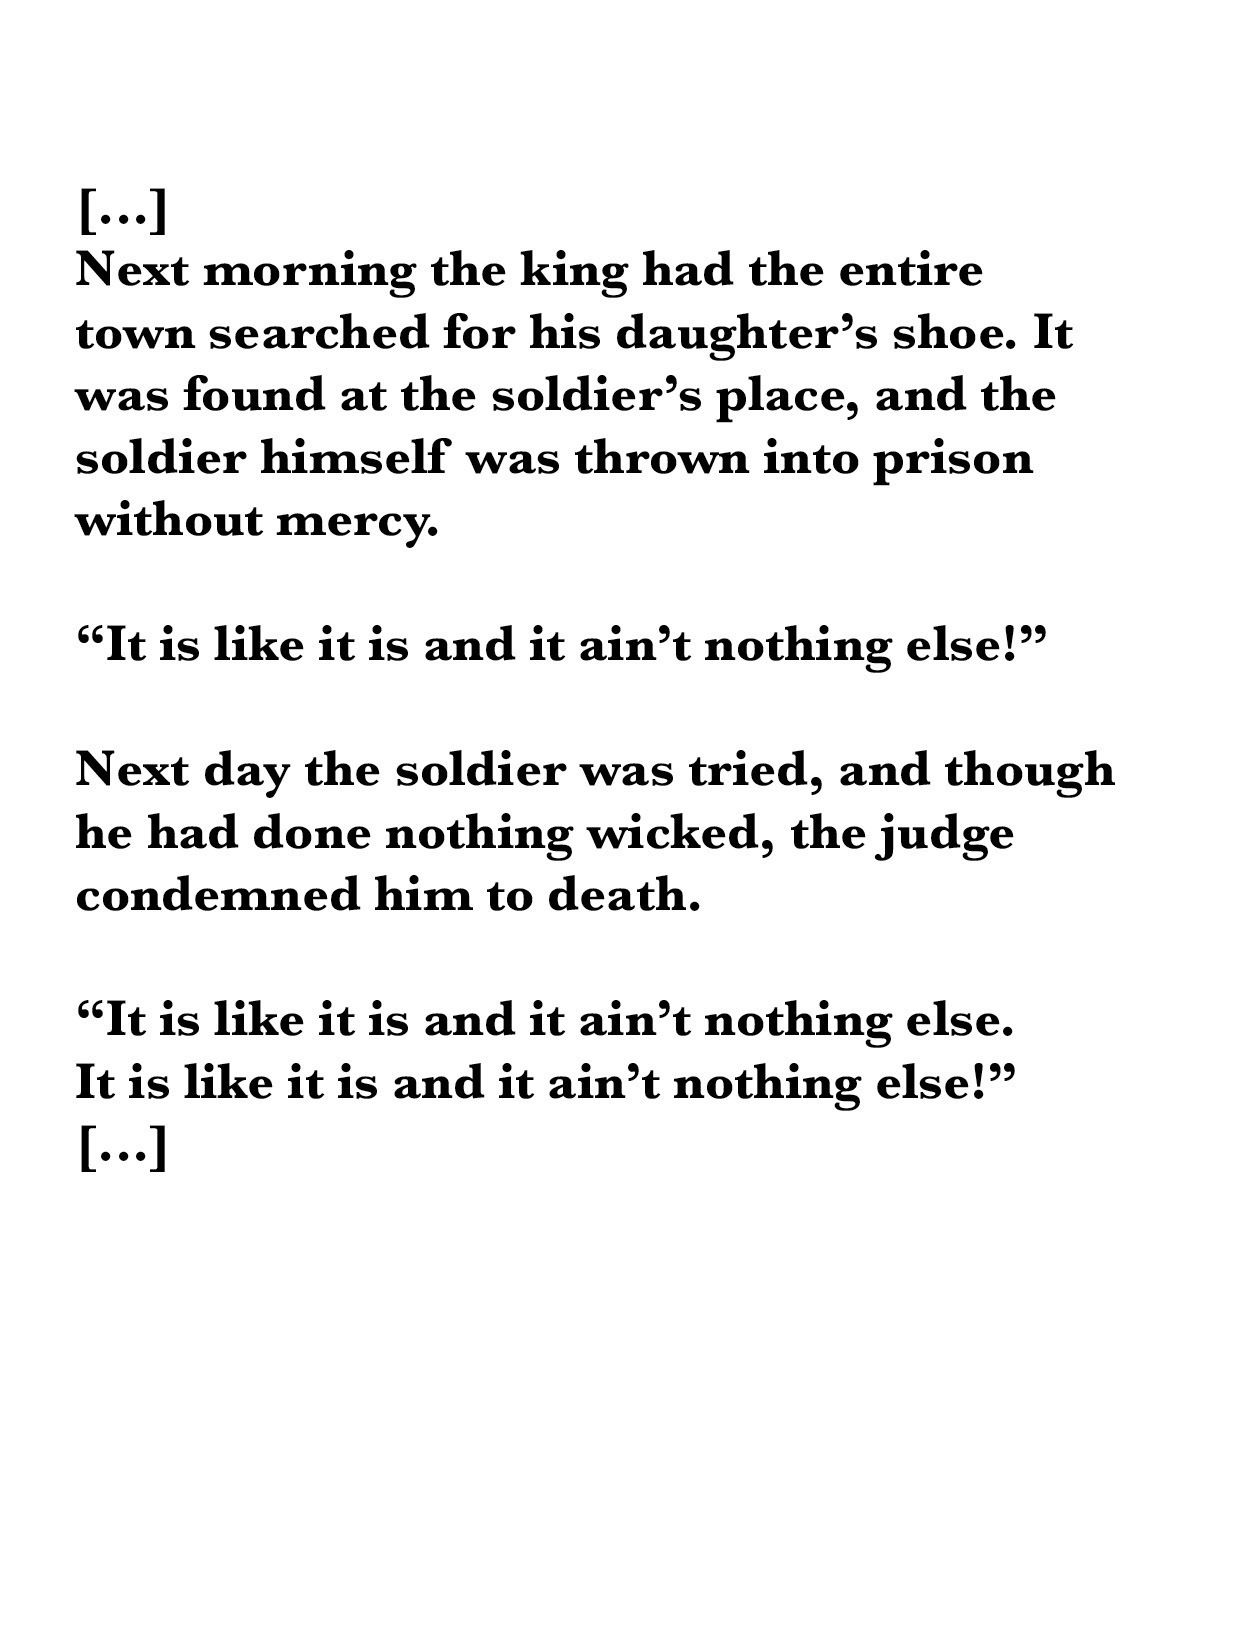 […]
Next morning the king had the entire
town searched for his daughter’s shoe. It
was found at the soldier’s place, and the
soldier himself was thrown into prison
without mercy.
“It is like it is and it ain’t nothing else!”
Next day the soldier was tried, and though
he had done nothing wicked, the judge
condemned him to death.
“It is like it is and it ain’t nothing else.
It is like it is and it ain’t nothing else!”
[…]